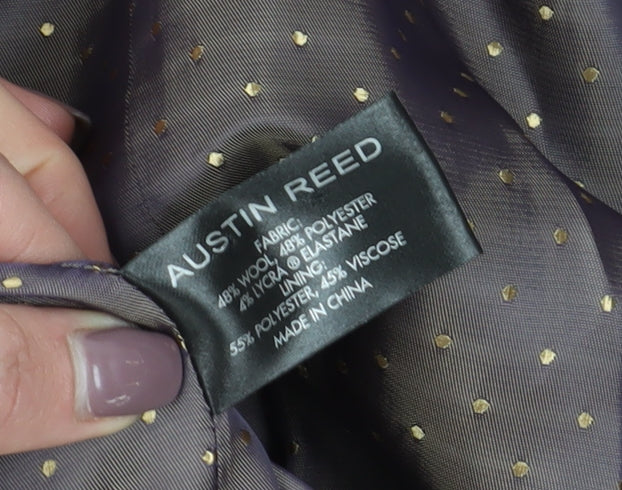 AUSTIN REED
FABRIC:
48% WOOL, 48% POLYESTER
4% LYCRA ® ELASTANE
LINING:
55% POLYESTER, 45% VISCOSE
MADE IN CHINA